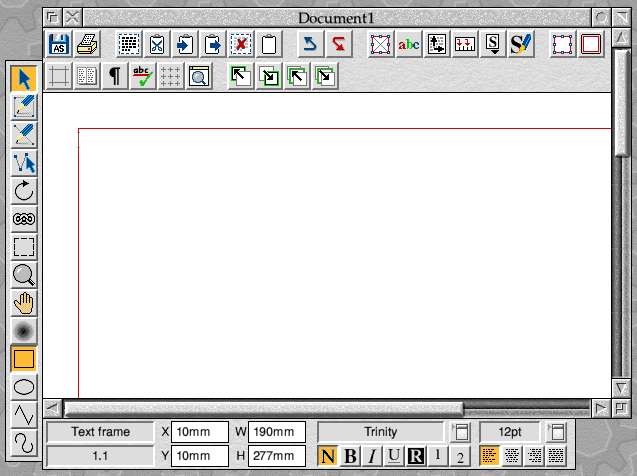 Document1
AS
abc
S
S
¶
abc
Text frame X 10mm W 190mm Trinity 12pt
1.1 Y 10mm H 277mm N B I U R 1 2